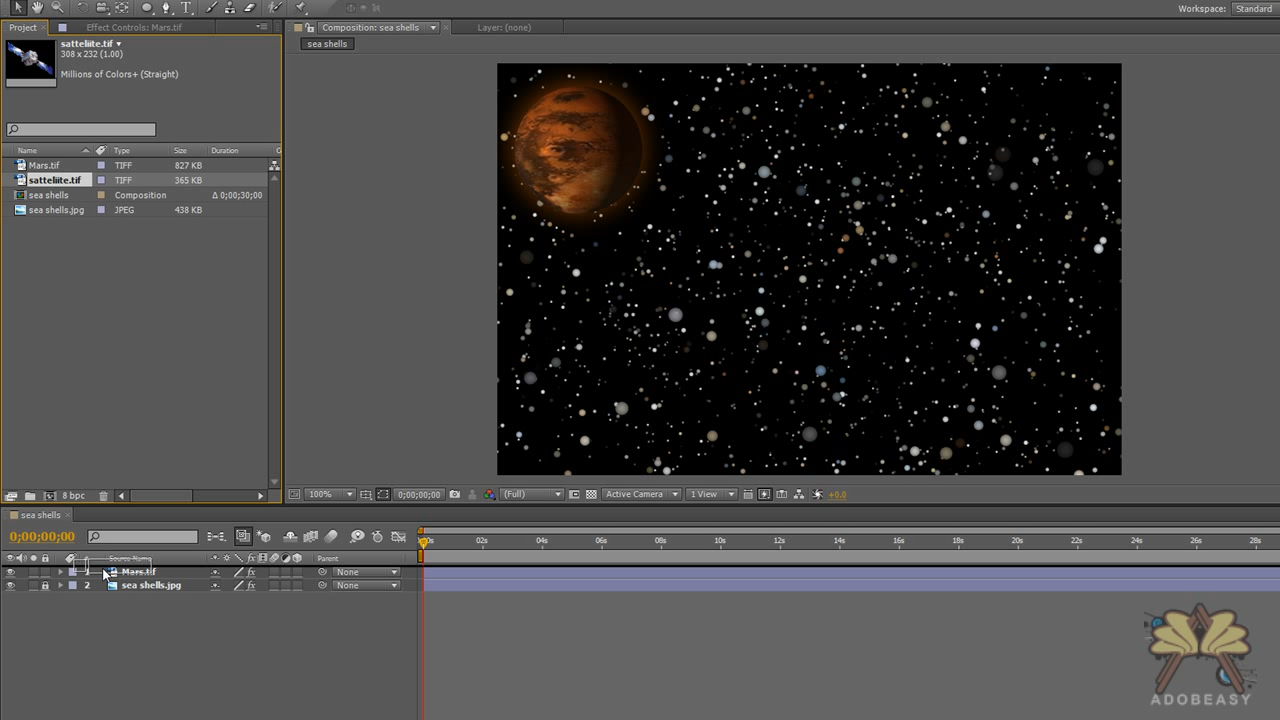 Workspace: Standard
Project × Effect Controls: Mars.tif
Composition: sea shells
Layer: (none)
satteliite.tif
308 x 232 (1.00)
Millions of Colors+ (Straight)
sea shells
Name Type Size Duration
Mars.tif TIFF 827 KB
satteliite.tif TIFF 365 KB
sea shells Composition Δ 0;00;30;00
sea shells.jpg JPEG 438 KB
8 bpc
100% 0;00;00;00 (Full) Active Camera 1 View +0.0
sea shells ×
0;00;00;00
02s 04s 06s 08s 10s 12s 14s 16s 18s 20s 22s 24s 26s 28s
# Source Name Parent
Mars.tif None
2 sea shells.jpg None
ADOBEASY